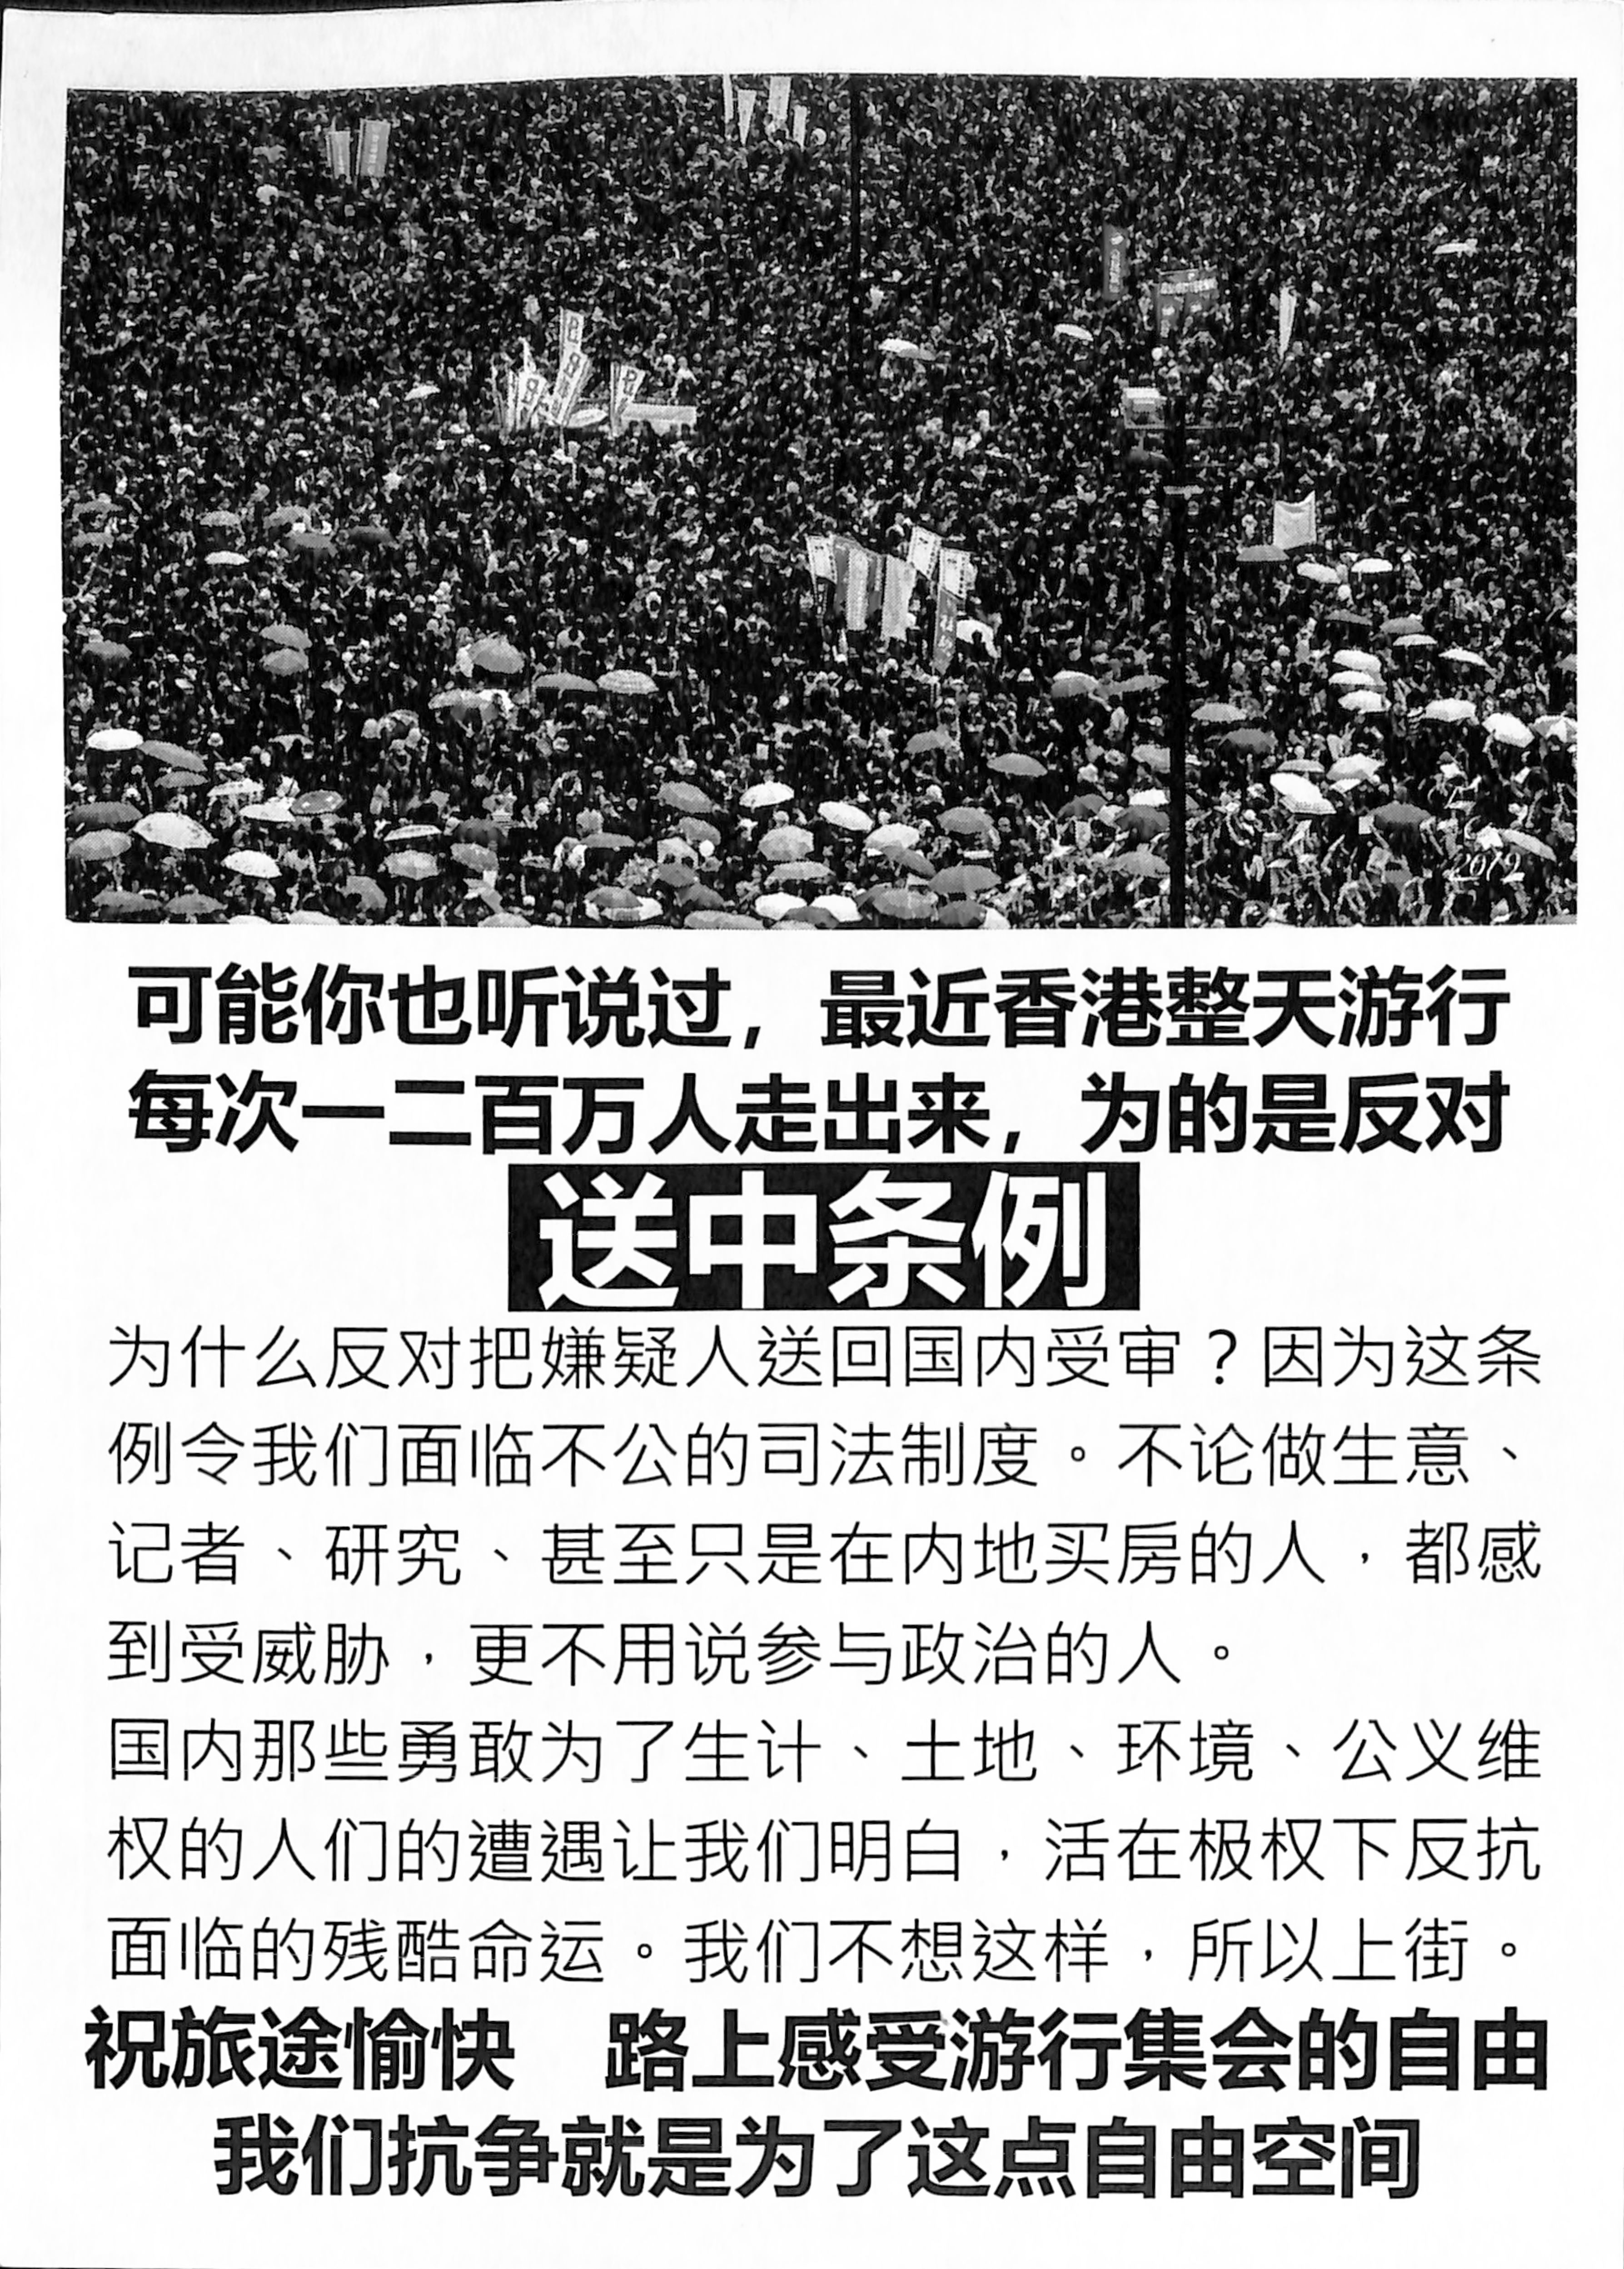 可能你也听说过，最近香港整天游行
每次一二百万人走出来，为的是反对
送中条例
为什么反对把嫌疑人送回国内受审？因为这条
例令我们面临不公的司法制度。不论做生意、
记者、研究、甚至只是在内地买房的人，都感
到受威胁，更不用说参与政治的人。
国内那些勇敢为了生计、土地、环境、公义维
权的人们的遭遇让我们明白，活在极权下反抗
面临的残酷命运。我们不想这样，所以上街。
祝旅途愉快　路上感受游行集会的自由
我们抗争就是为了这点自由空间